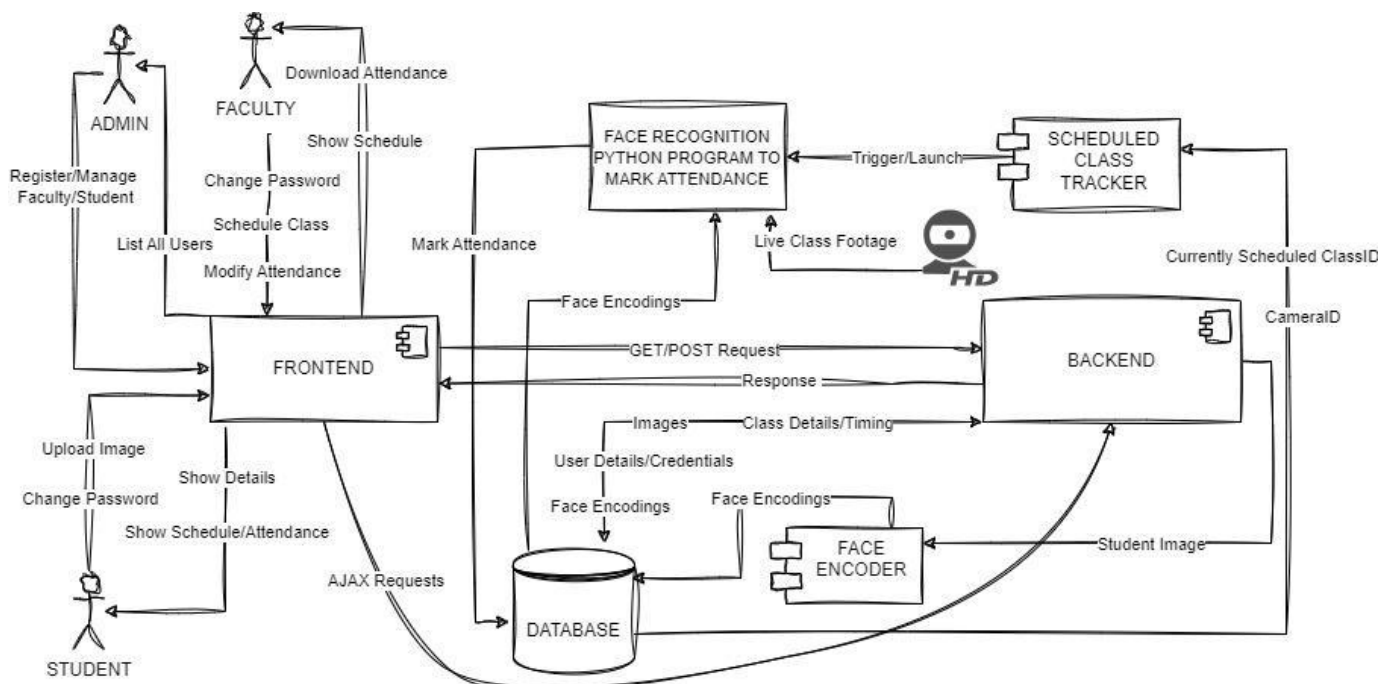 ADMIN
FACULTY
Download Attendance
Show Schedule
Change Password
Schedule Class
Modify Attendance
Register/Manage
Faculty/Student
List All Users
FACE RECOGNITION
PYTHON PROGRAM TO
MARK ATTENDANCE
Trigger/Launch
SCHEDULED
CLASS
TRACKER
Mark Attendance
Live Class Footage
HD
Currently Scheduled ClassID
CameraID
Face Encodings
FRONTEND
GET/POST Request
Response
BACKEND
Images
Class Details/Timing
User Details/Credentials
Face Encodings
Upload Image
Change Password
Show Details
Show Schedule/Attendance
Face Encodings
FACE
ENCODER
Student Image
AJAX Requests
DATABASE
STUDENT